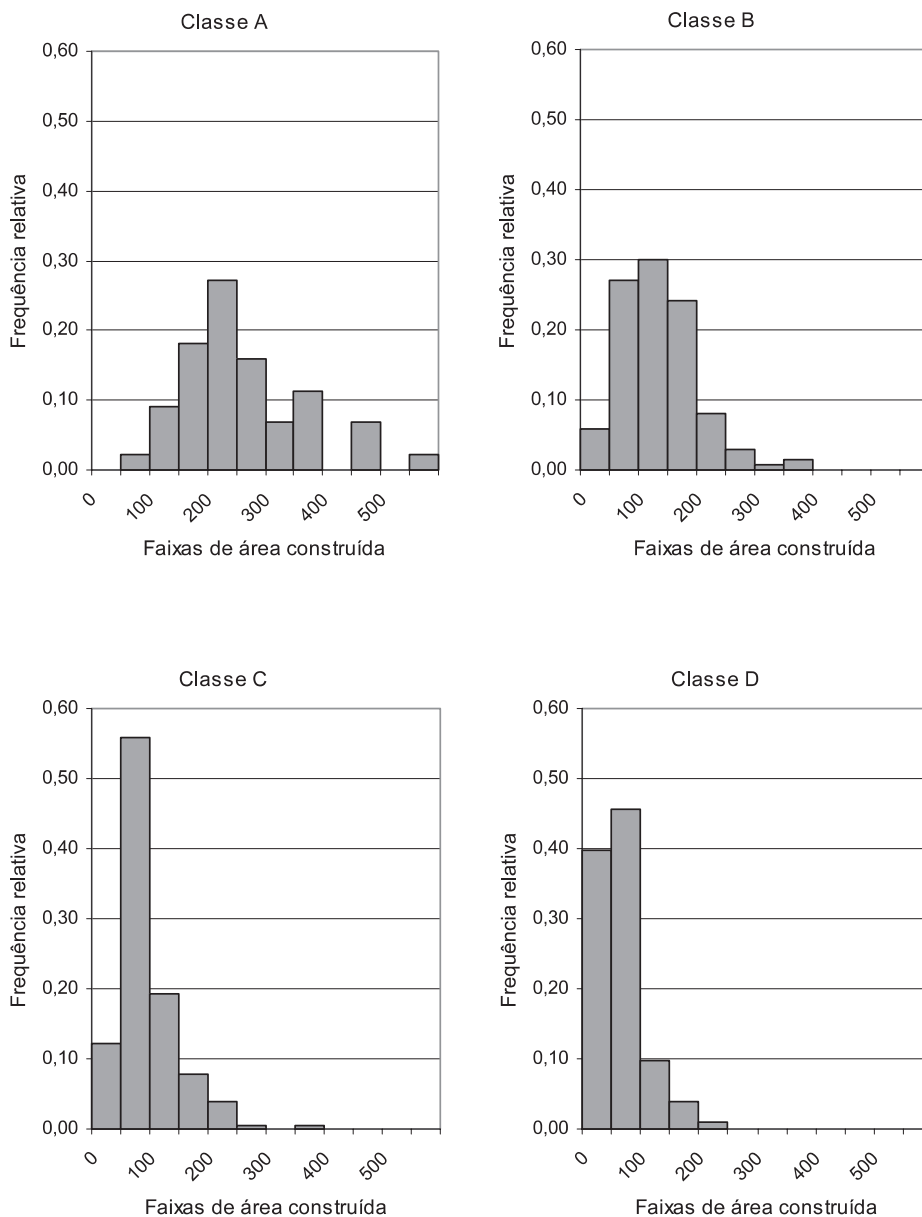 Classe A
0,60
0,50
0,40
0,30
0,20
0,10
0,00
Frequência relativa
0 100 200 300 400 500
Faixas de área construída
Classe B
0,60
0,50
0,40
0,30
0,20
0,10
0,00
Frequência relativa
0 100 200 300 400 500
Faixas de área construída
Classe C
0,60
0,50
0,40
0,30
0,20
0,10
0,00
Frequência relativa
0 100 200 300 400 500
Faixas de área construída
Classe D
0,60
0,50
0,40
0,30
0,20
0,10
0,00
Frequência relativa
0 100 200 300 400 500
Faixas de área construída